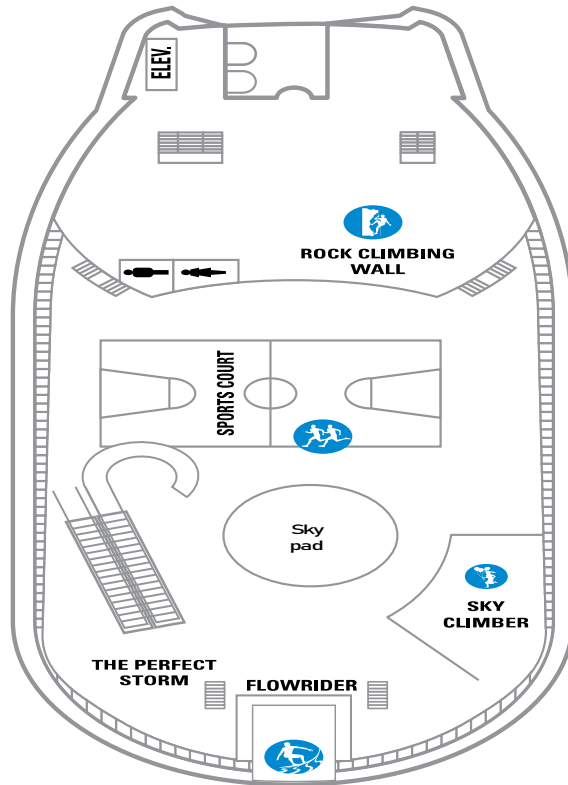 ELEV.
ROCK CLIMBING
WALL
SPORTS COURT
Sky
pad
SKY
CLIMBER
THE PERFECT
STORM
FLOWRIDER